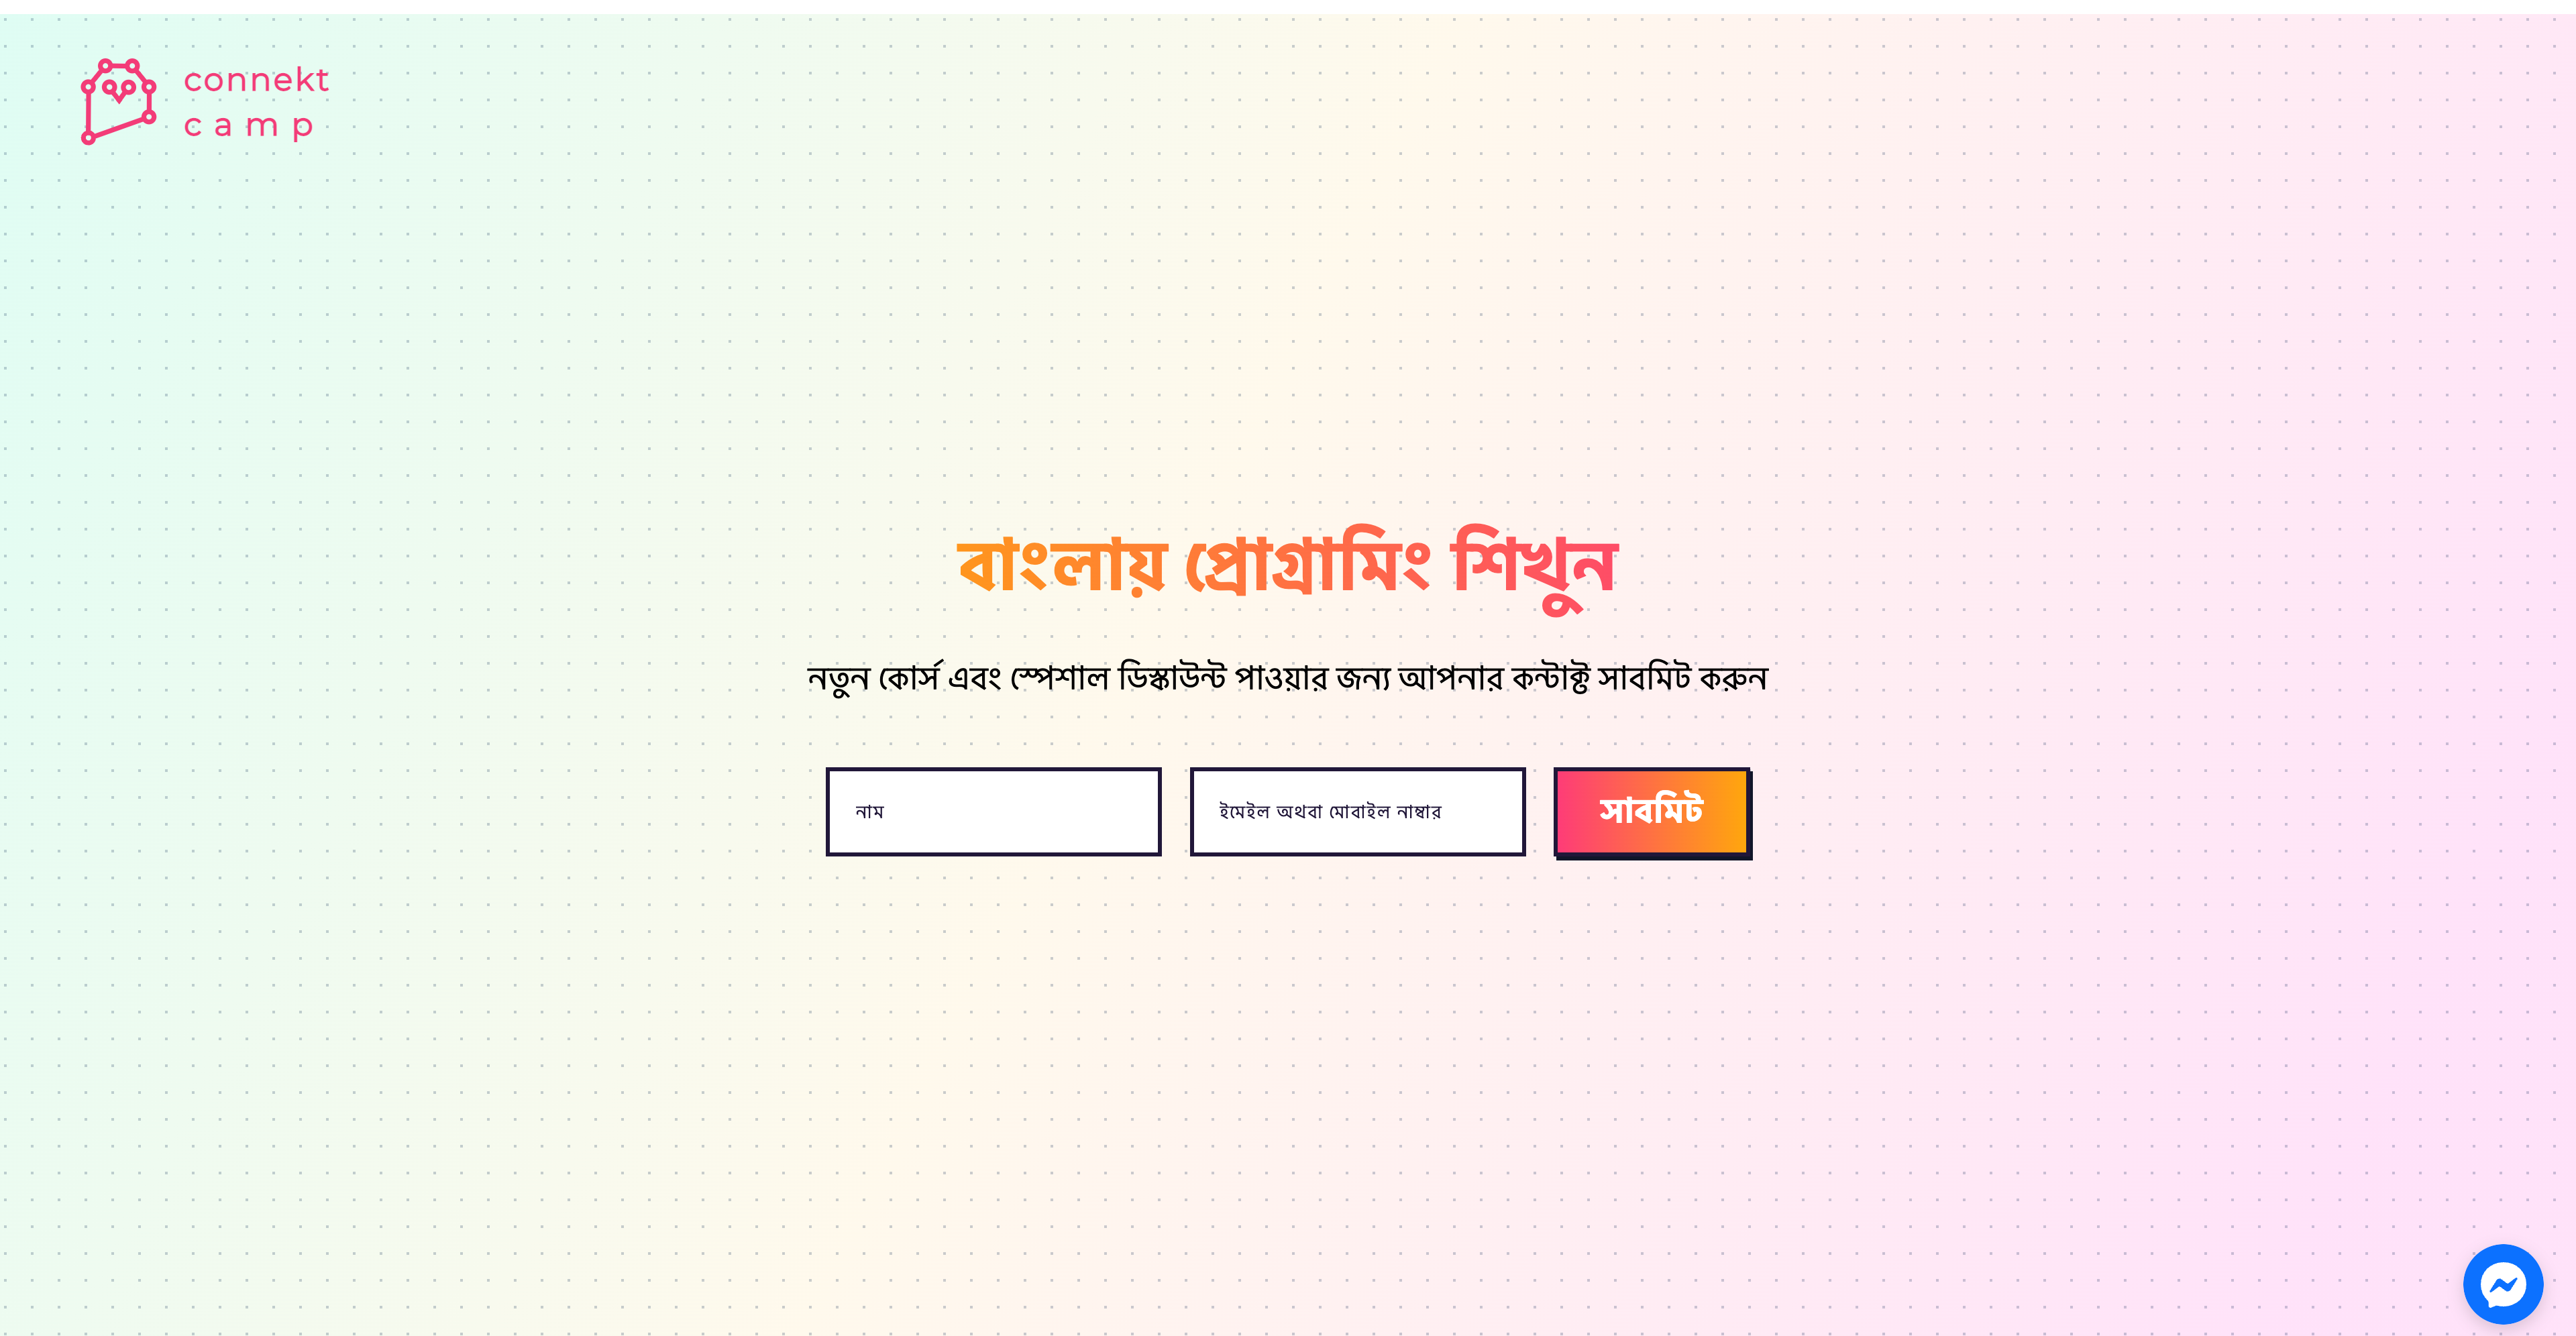 connekt
camp
বাংলায় প্রোগ্রামিং শিখুন
নতুন কোর্স এবং স্পেশাল ডিস্কাউন্ট পাওয়ার জন্য আপনার কন্টাক্ট সাবমিট করুন
নাম
ইমেইল অথবা মোবাইল নাম্বার
সাবমিট